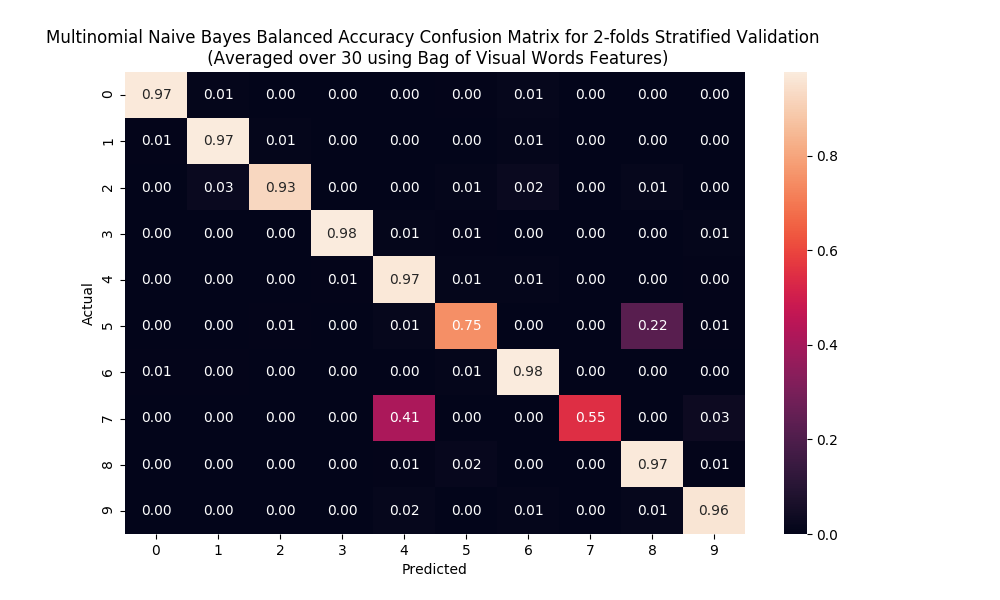 Multinomial Naive Bayes Balanced Accuracy Confusion Matrix for 2-folds Stratified Validation
(Averaged over 30 using Bag of Visual Words Features)
0 0.97 0.01 0.00 0.00 0.00 0.00 0.01 0.00 0.00 0.00
1 0.01 0.97 0.01 0.00 0.00 0.00 0.01 0.00 0.00 0.00
2 0.00 0.03 0.93 0.00 0.00 0.01 0.02 0.00 0.01 0.00
3 0.00 0.00 0.00 0.98 0.01 0.01 0.00 0.00 0.00 0.01
4 0.00 0.00 0.00 0.01 0.97 0.01 0.01 0.00 0.00 0.00
5 0.00 0.00 0.01 0.00 0.01 0.75 0.00 0.00 0.22 0.01
6 0.01 0.00 0.00 0.00 0.00 0.01 0.98 0.00 0.00 0.00
7 0.00 0.00 0.00 0.00 0.41 0.00 0.00 0.55 0.00 0.03
8 0.00 0.00 0.00 0.00 0.01 0.02 0.00 0.00 0.97 0.01
9 0.00 0.00 0.00 0.00 0.02 0.00 0.01 0.00 0.01 0.96
0 1 2 3 4 5 6 7 8 9
Predicted
Actual
0.8
0.6
0.4
0.2
0.0